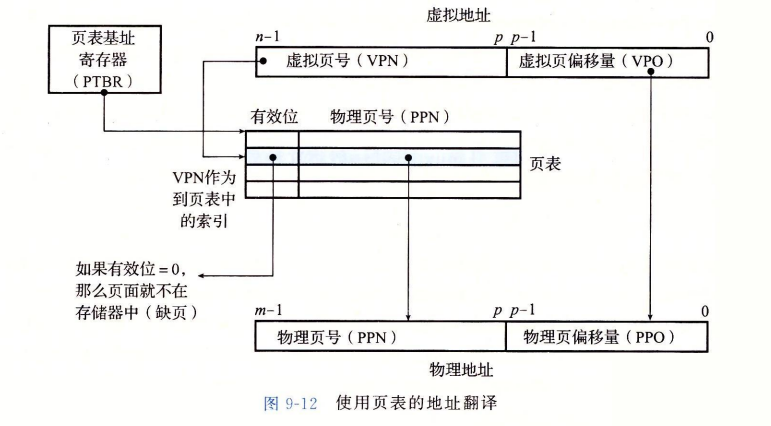 虚拟地址
页表基址
寄存器
（PTBR）
n-1 p p-1 0
虚拟页号（VPN） 虚拟页偏移量（VPO）
有效位 物理页号（PPN）
页表
VPN作为
到页表中
的索引
如果有效位=0，
那么页面就不在
存储器中（缺页）
m-1 p p-1 0
物理页号（PPN） 物理页偏移量（PPO）
物理地址
图 9-12 使用页表的地址翻译